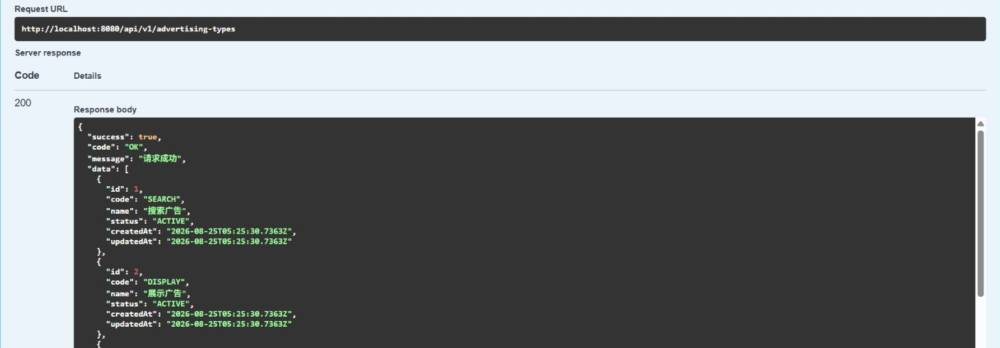 Request URL
http://localhost:8080/api/v1/advertising-types
Server response
Code Details
200
Response body
{
"success": true,
"code": "OK",
"message": "请求成功",
"data": [
{
"id": 1,
"code": "SEARCH",
"name": "搜索广告",
"status": "ACTIVE",
"createdAt": "2026-08-25T05:25:30.7363Z",
"updatedAt": "2026-08-25T05:25:30.7363Z"
},
{
"id": 2,
"code": "DISPLAY",
"name": "展示广告",
"status": "ACTIVE",
"createdAt": "2026-08-25T05:25:30.7363Z",
"updatedAt": "2026-08-25T05:25:30.7363Z"
},
{